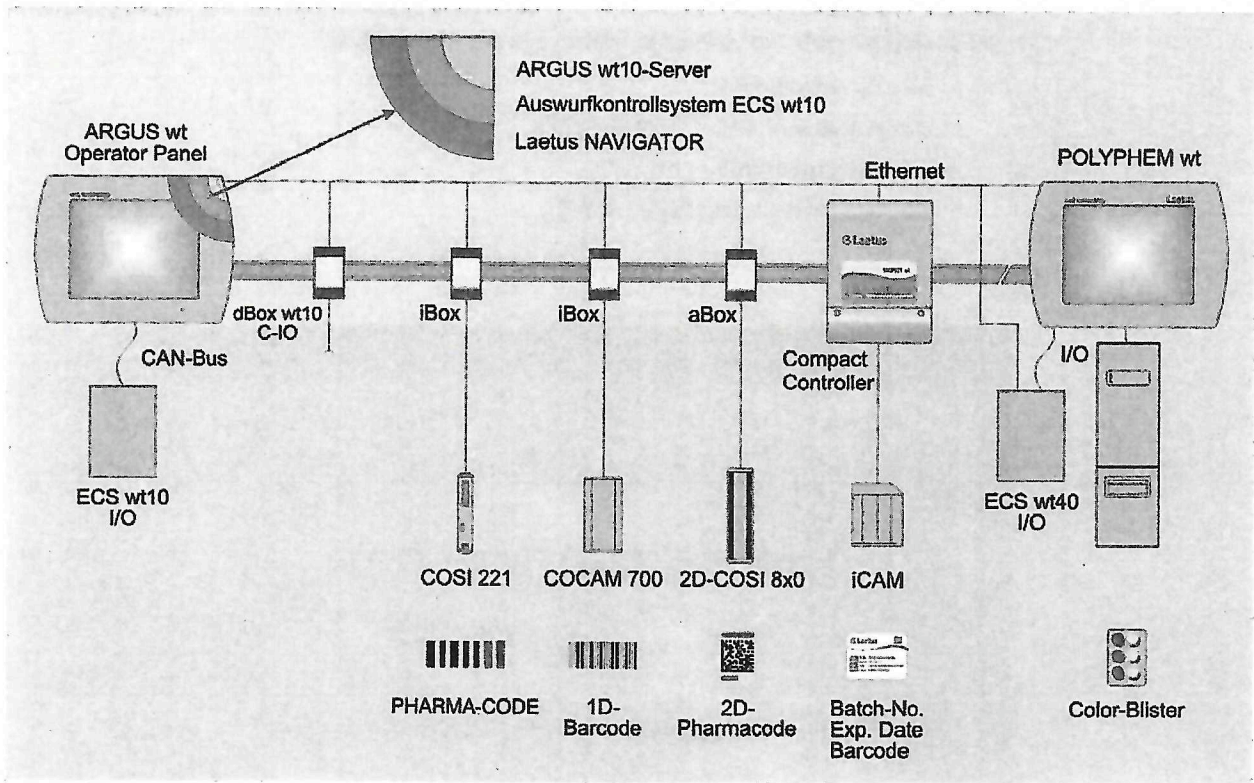 ARGUS wt10-Server
Auswurfkontrollsystem ECS wt10
Laetus NAVIGATOR
ARGUS wt
Operator Panel
Ethernet
POLYPHEM wt
Laetus
Laetus
dBox wt10
C-IO
iBox
iBox
aBox
CAN-Bus
Compact
Controller
I/O
ECS wt10
I/O
ECS wt40
I/O
COSI 221
COCAM 700
2D-COSI 8x0
iCAM
PHARMA-CODE
1D-
Barcode
2D-
Pharmacode
Laetus
Batch-No.
Exp. Date
Barcode
Color-Blister